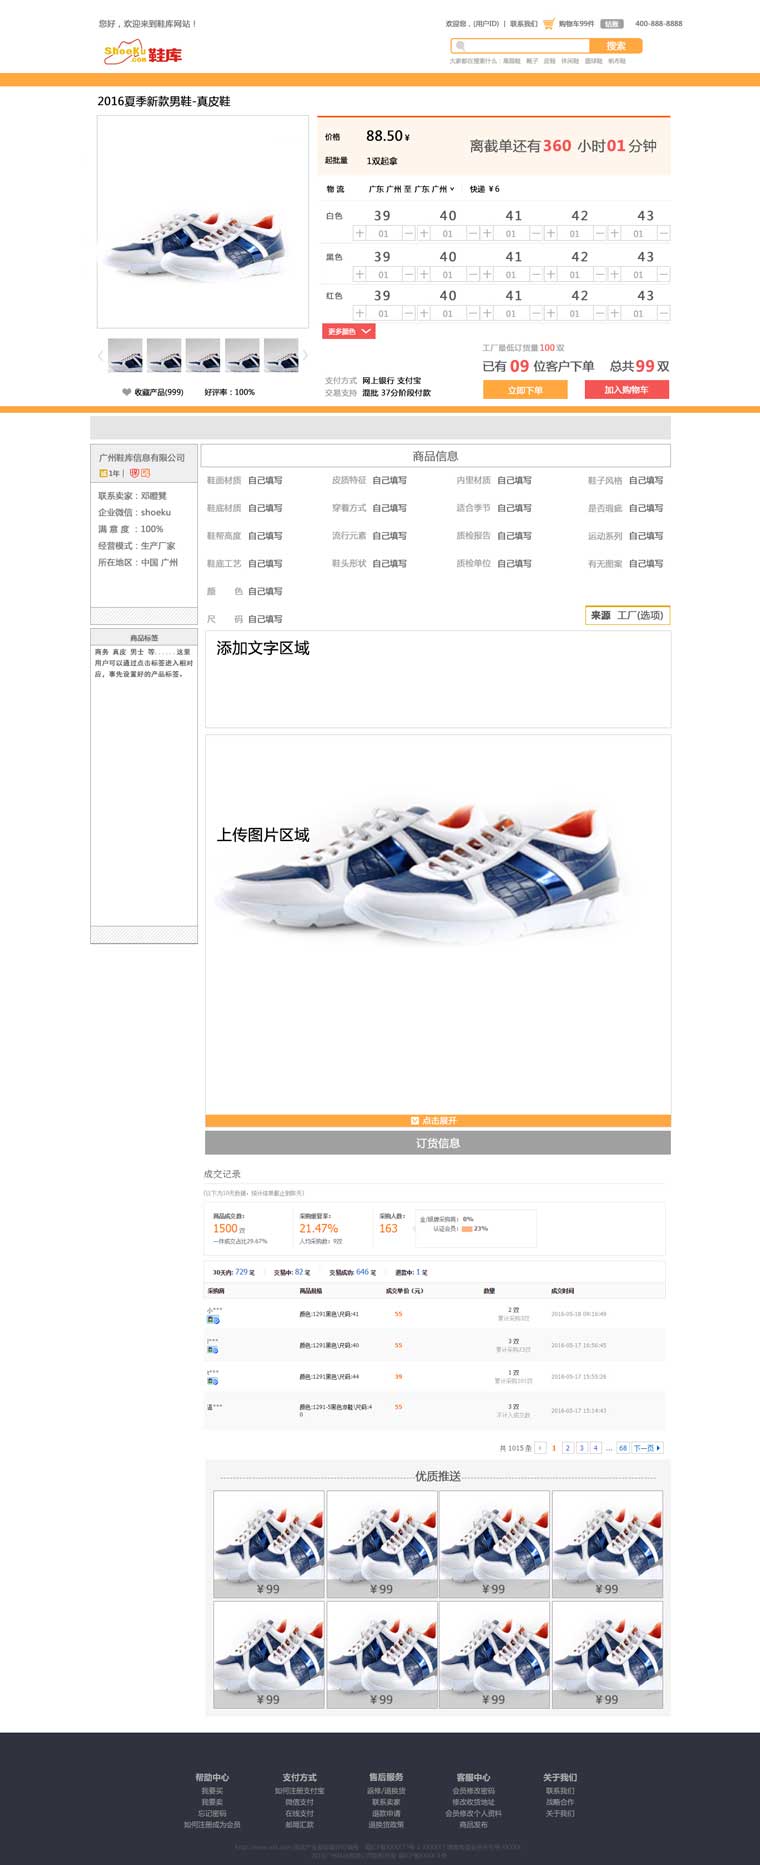 您好，欢迎来到鞋库网站！
欢迎您，(用户ID) | 联系我们 购物车99件 结账 400-888-8888
ShoeKu.com 鞋库
搜索
大家都在搜索什么：高跟鞋 靴子 皮鞋 休闲鞋 篮球鞋 帆布鞋
2016夏季新款男鞋-真皮鞋
价格 88.50¥
离截单还有360 小时01分钟
起批量 1双起拿
物 流 广东 广州 至 广东 广州 快递 ¥6
白色 39 40 41 42 43
+ 01 — + 01 — + 01 — + 01 — + 01 —
黑色 39 40 41 42 43
+ 01 — + 01 — + 01 — + 01 — + 01 —
红色 39 40 41 42 43
+ 01 — + 01 — + 01 — + 01 — + 01 —
更多颜色
工厂最低订货量100双
已有 09 位客户下单 总共99双
支付方式 网上银行 支付宝
交易支持 混批 37分阶段付款
立即下单 加入购物车
收藏产品(999) 好评率：100%
广州鞋库信息有限公司
1年 |
联系卖家：邓瞪凳
企业微信：shoeku
满 意 度 ：100%
经营模式：生产厂家
所在地区：中国 广州
商品标签
商务 真皮 男士 等......这里
用户可以通过点击标签进入相对
应，事先设置好的产品标签。
商品信息
鞋面材质 自己填写 皮质特征 自己填写 内里材质 自己填写 鞋子风格 自己填写
鞋底材质 自己填写 穿着方式 自己填写 适合季节 自己填写 是否瑕疵 自己填写
鞋帮高度 自己填写 流行元素 自己填写 质检报告 自己填写 运动系列 自己填写
鞋底工艺 自己填写 鞋头形状 自己填写 质检单位 自己填写 有无图案 自己填写
颜 色 自己填写
尺 码 自己填写
来源 工厂(选项)
添加文字区域
上传图片区域
点击展开
订货信息
成交记录
(以下为30天数据，统计结果截止到昨天)
商品成交数： 采购重复率： 采购人数：
1500双 21.47% 163
一件成交占比29.67% 人均采购数：9双
金/银牌采购商：0%
认证会员：23%
30天内: 729 笔 交易中: 82 笔 交易成功: 646 笔 退款中: 1 笔
采购商 商品规格 成交单价（元） 数量 成交时间
小*** 颜色:1291黑色\尺码:41 55 2 双
颜色:1291黑色\尺码:40 55 3 双 2016-05-17 16:56:45
t*** 颜色:1291黑色\尺码:44 39 1 双
温*** 颜色:1291-5黑色凉鞋\尺码:40 55 3 双 2016-05-17 15:14:43
不计入成交数
共 1015 条 1 2 3 4 ... 68 下一页
优质推送
¥99 ¥99 ¥99 ¥99
¥99 ¥99 ¥99 ¥99
帮助中心 支付方式 售后服务 客服中心 关于我们
我要买 如何注册支付宝 返修/退换货 会员修改密码 联系我们
我要卖 微信支付 联系卖家 修改收货地址 战略合作
忘记密码 在线支付 退款申请 会员修改个人资料 关于我们
如何注册成为会员 邮局汇款 退换货政策 商品发布